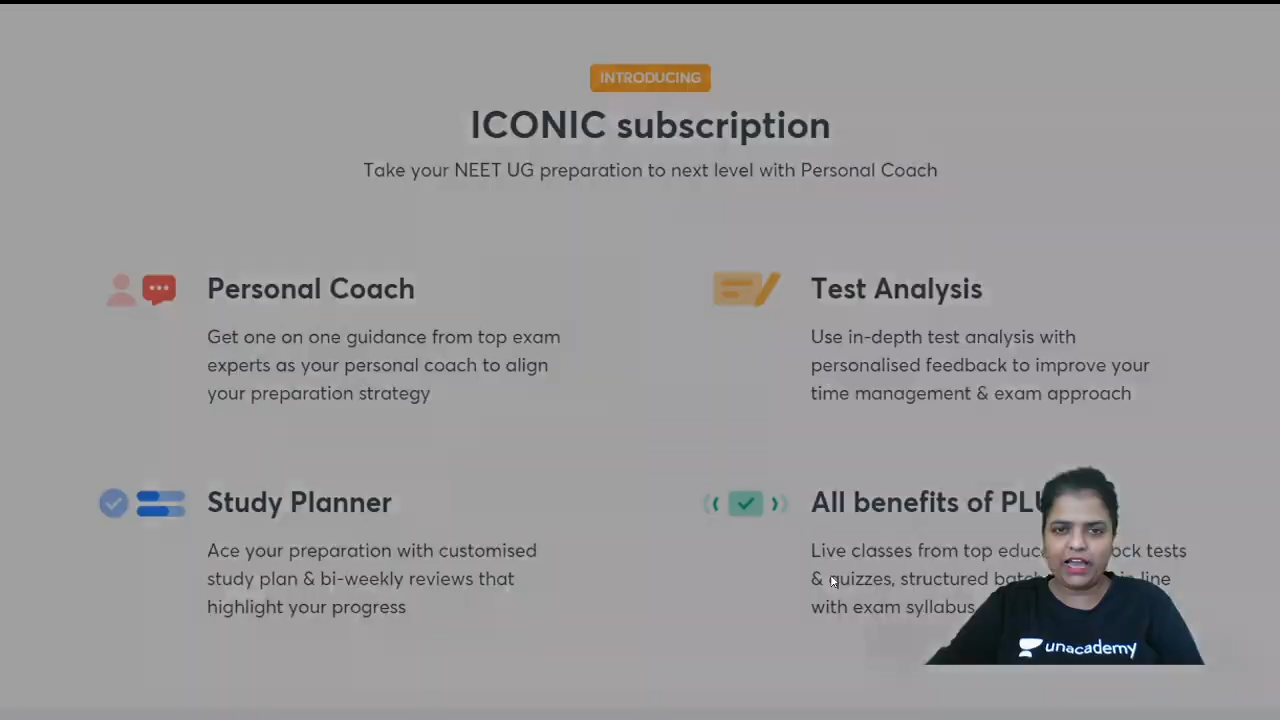 INTRODUCING
ICONIC subscription
Take your NEET UG preparation to next level with Personal Coach
Personal Coach
Get one on one guidance from top exam
experts as your personal coach to align
your preparation strategy
Test Analysis
Use in-depth test analysis with
personalised feedback to improve your
time management & exam approach
Study Planner
Ace your preparation with customised
study plan & bi-weekly reviews that
highlight your progress
All benefits of
Live classes from top tests
& quizzes, structured line
with exam syllabus
unacademy